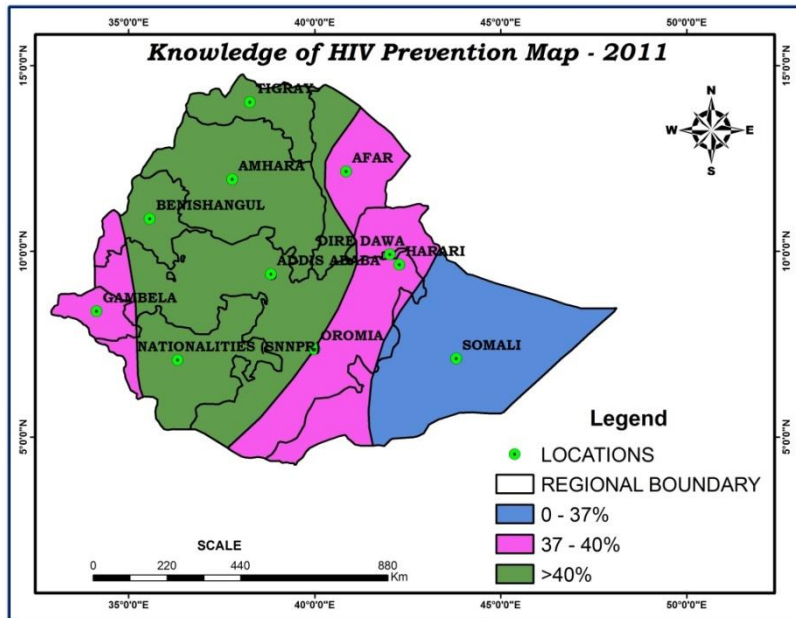 35°0'0"E 40°0'0"E 45°0'0"E 50°0'0"E
Knowledge of HIV Prevention Map - 2011
15°0'0"N
15°0'0"N
N
W E
S
TIGRAY
AFAR
AMHARA
BENISHANGUL
DIRE DAWA
10°0'0"N
HARARI
10°0'0"N
ADDIS ABABA
GAMBELA
OROMIA
NATIONALITIES (SNNPR)
SOMALI
Legend
5°0'0"N
LOCATIONS
5°0'0"N
REGIONAL BOUNDARY
0 - 37%
37 - 40%
>40%
SCALE
0 220 440 880
Km
35°0'0"E 40°0'0"E 45°0'0"E 50°0'0"E